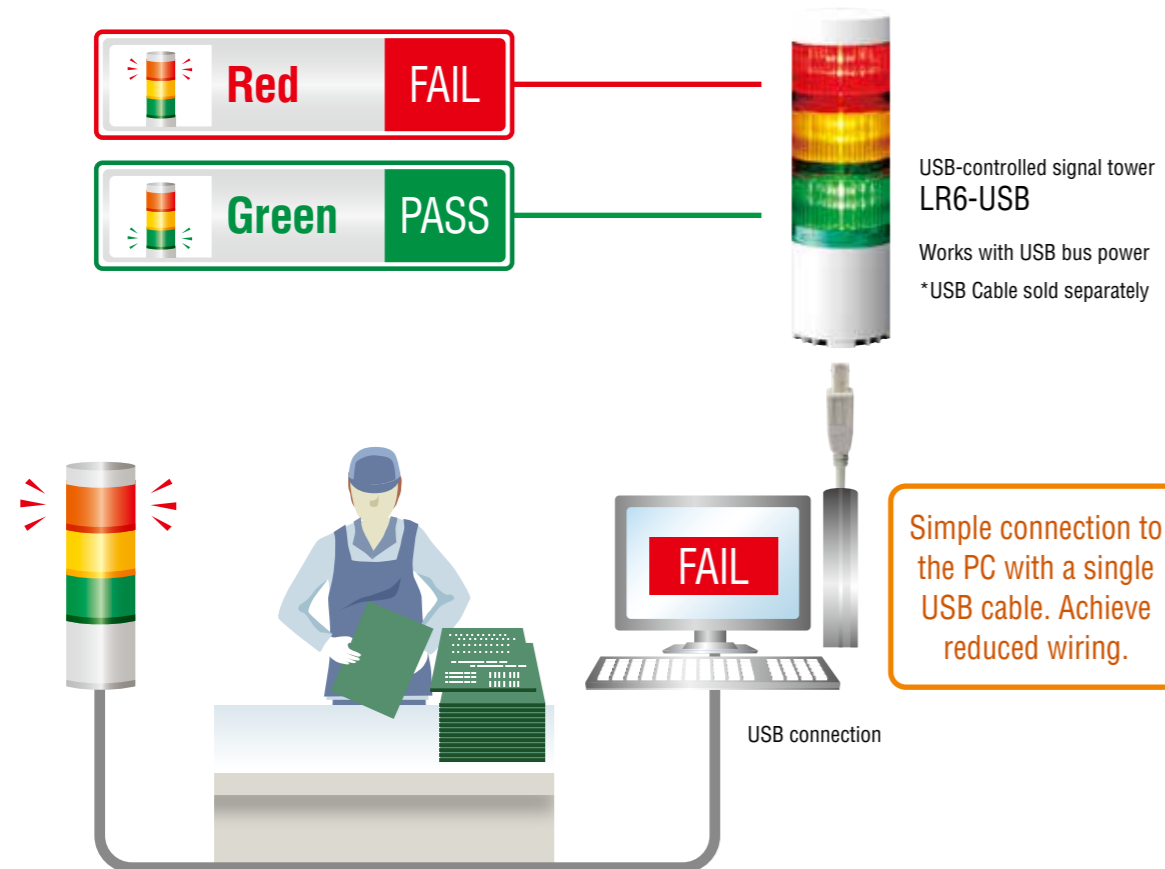 Red FAIL
Green PASS
USB-controlled signal tower
LR6-USB
Works with USB bus power
*USB Cable sold separately
FAIL
Simple connection to
the PC with a single
USB cable. Achieve
reduced wiring.
USB connection